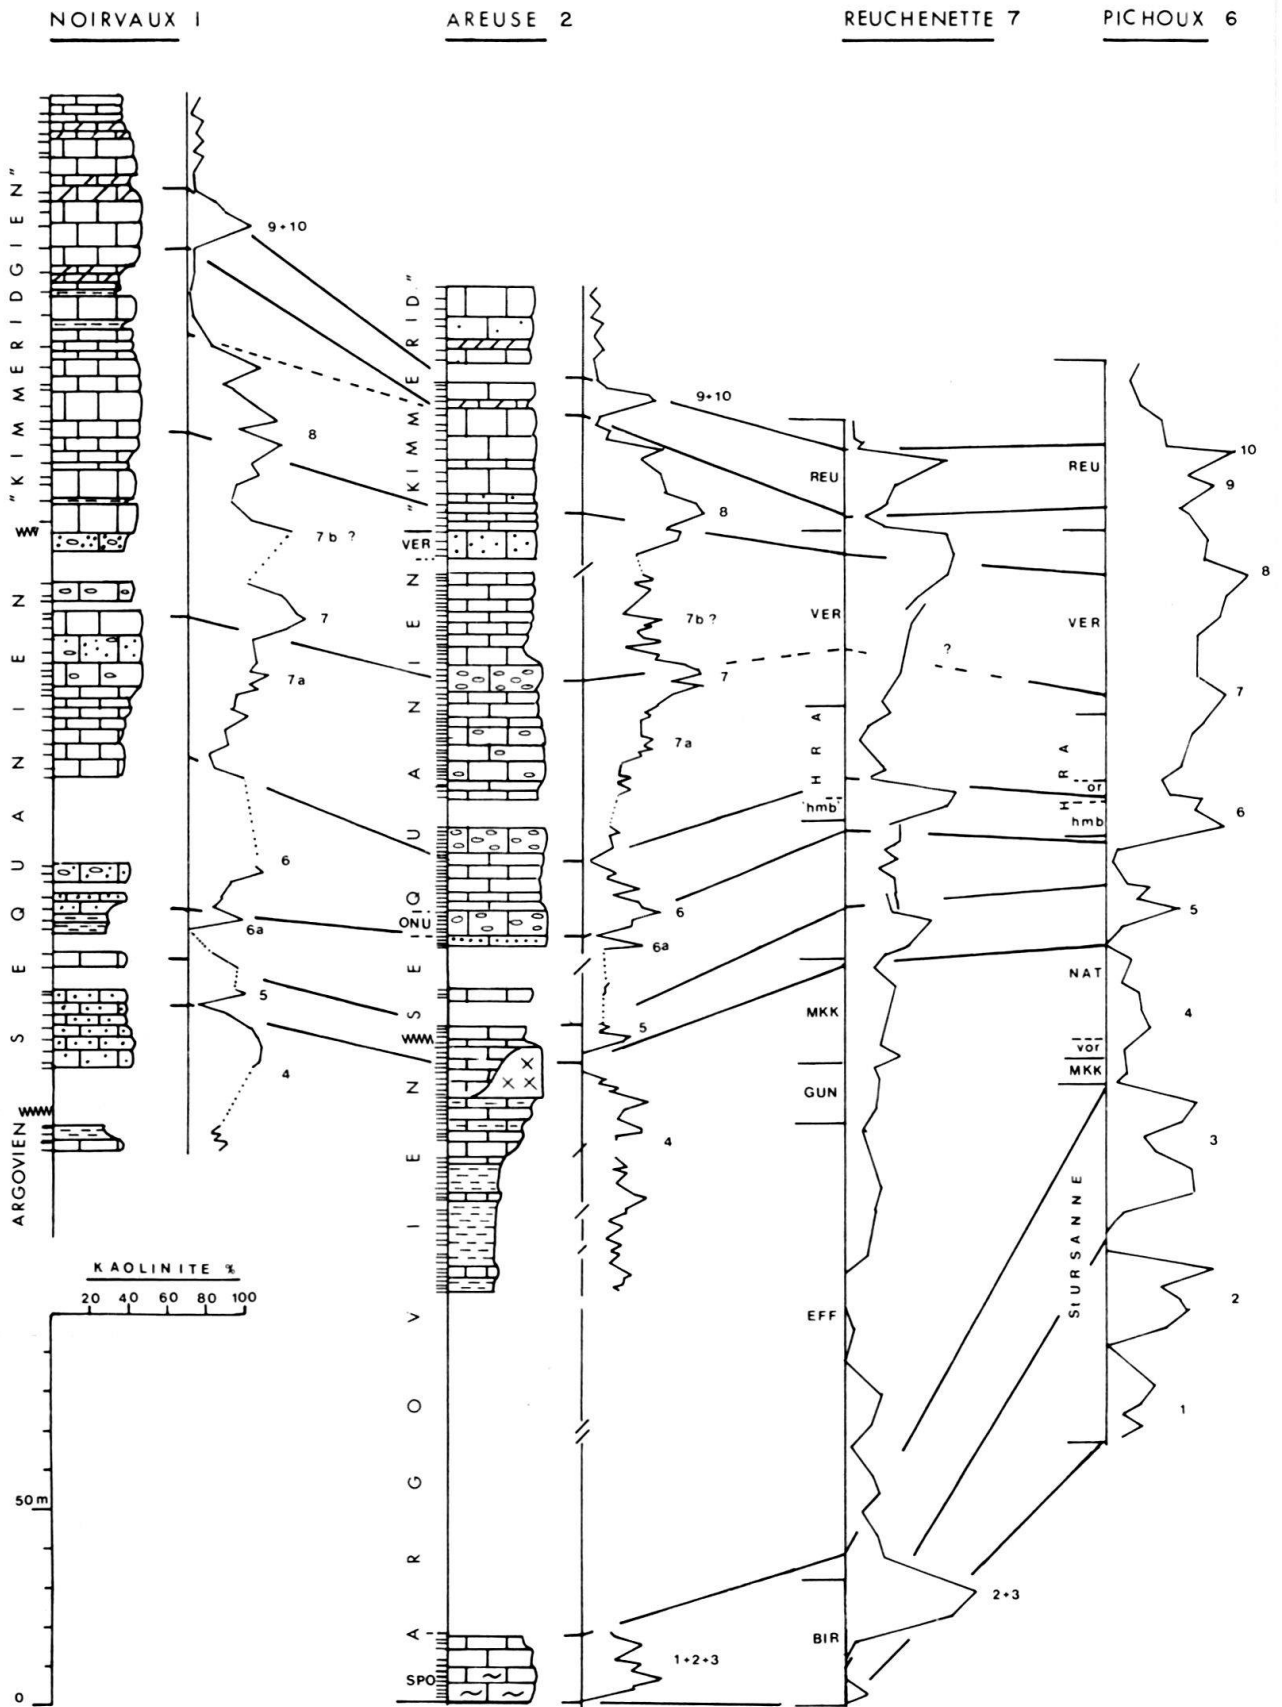 NOIRVAUX 1
AREUSE 2
REUCHENETTE 7
PICHOUX 6
"KIMMERIDGIEN"
SEQUANIEN
ARGOVIEN
9+10
8
7b ?
7
7a
6
6a
5
4
"KIMMERID."
SEQUANIEN
ARGOVIEN
VER
ONU
SPO
9+10
8
7b ?
7
7a
6
6a
5
4
1+2+3
REU
VER
HRA
hmb
MKK
GUN
EFF
BIR
?
2+3
REU
VER
HRA
or
hmb
NAT
vor
MKK
St URSANNE
10
9
8
7
6
5
4
3
2
1
KAOLINITE %
20 40 60 80 100
50 m
0